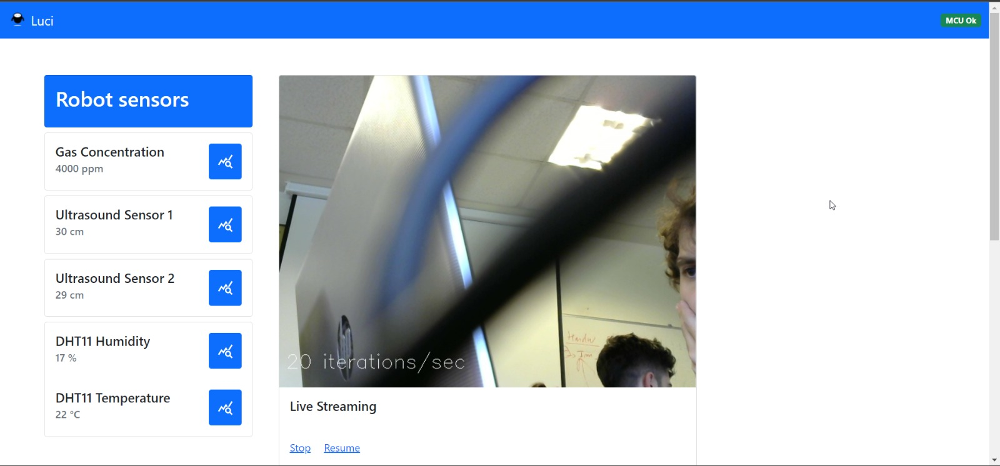 Luci
MCU Ok
Robot sensors
Gas Concentration
4000 ppm
Ultrasound Sensor 1
30 cm
Ultrasound Sensor 2
29 cm
DHT11 Humidity
17 %
DHT11 Temperature
22 °C
20 iterations/sec
Live Streaming
Stop Resume